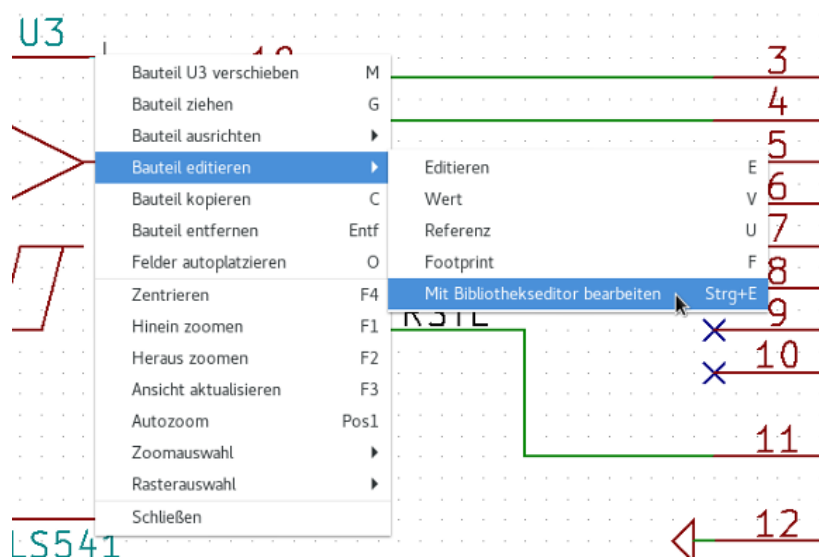 U3
Bauteil U3 verschieben M
Bauteil ziehen G
Bauteil ausrichten
Bauteil editieren
Bauteil kopieren C
Bauteil entfernen Entf
Felder autoplatzieren O
Zentrieren F4
Hinein zoomen F1
Heraus zoomen F2
Ansicht aktualisieren F3
Autozoom Pos1
Zoomauswahl
Rasterauswahl
Schließen
Editieren E
Wert V
Referenz U
Footprint F
Mit Bibliothekseditor bearbeiten Strg+E
3
4
5
6
7
8
9
10
11
12
LS541